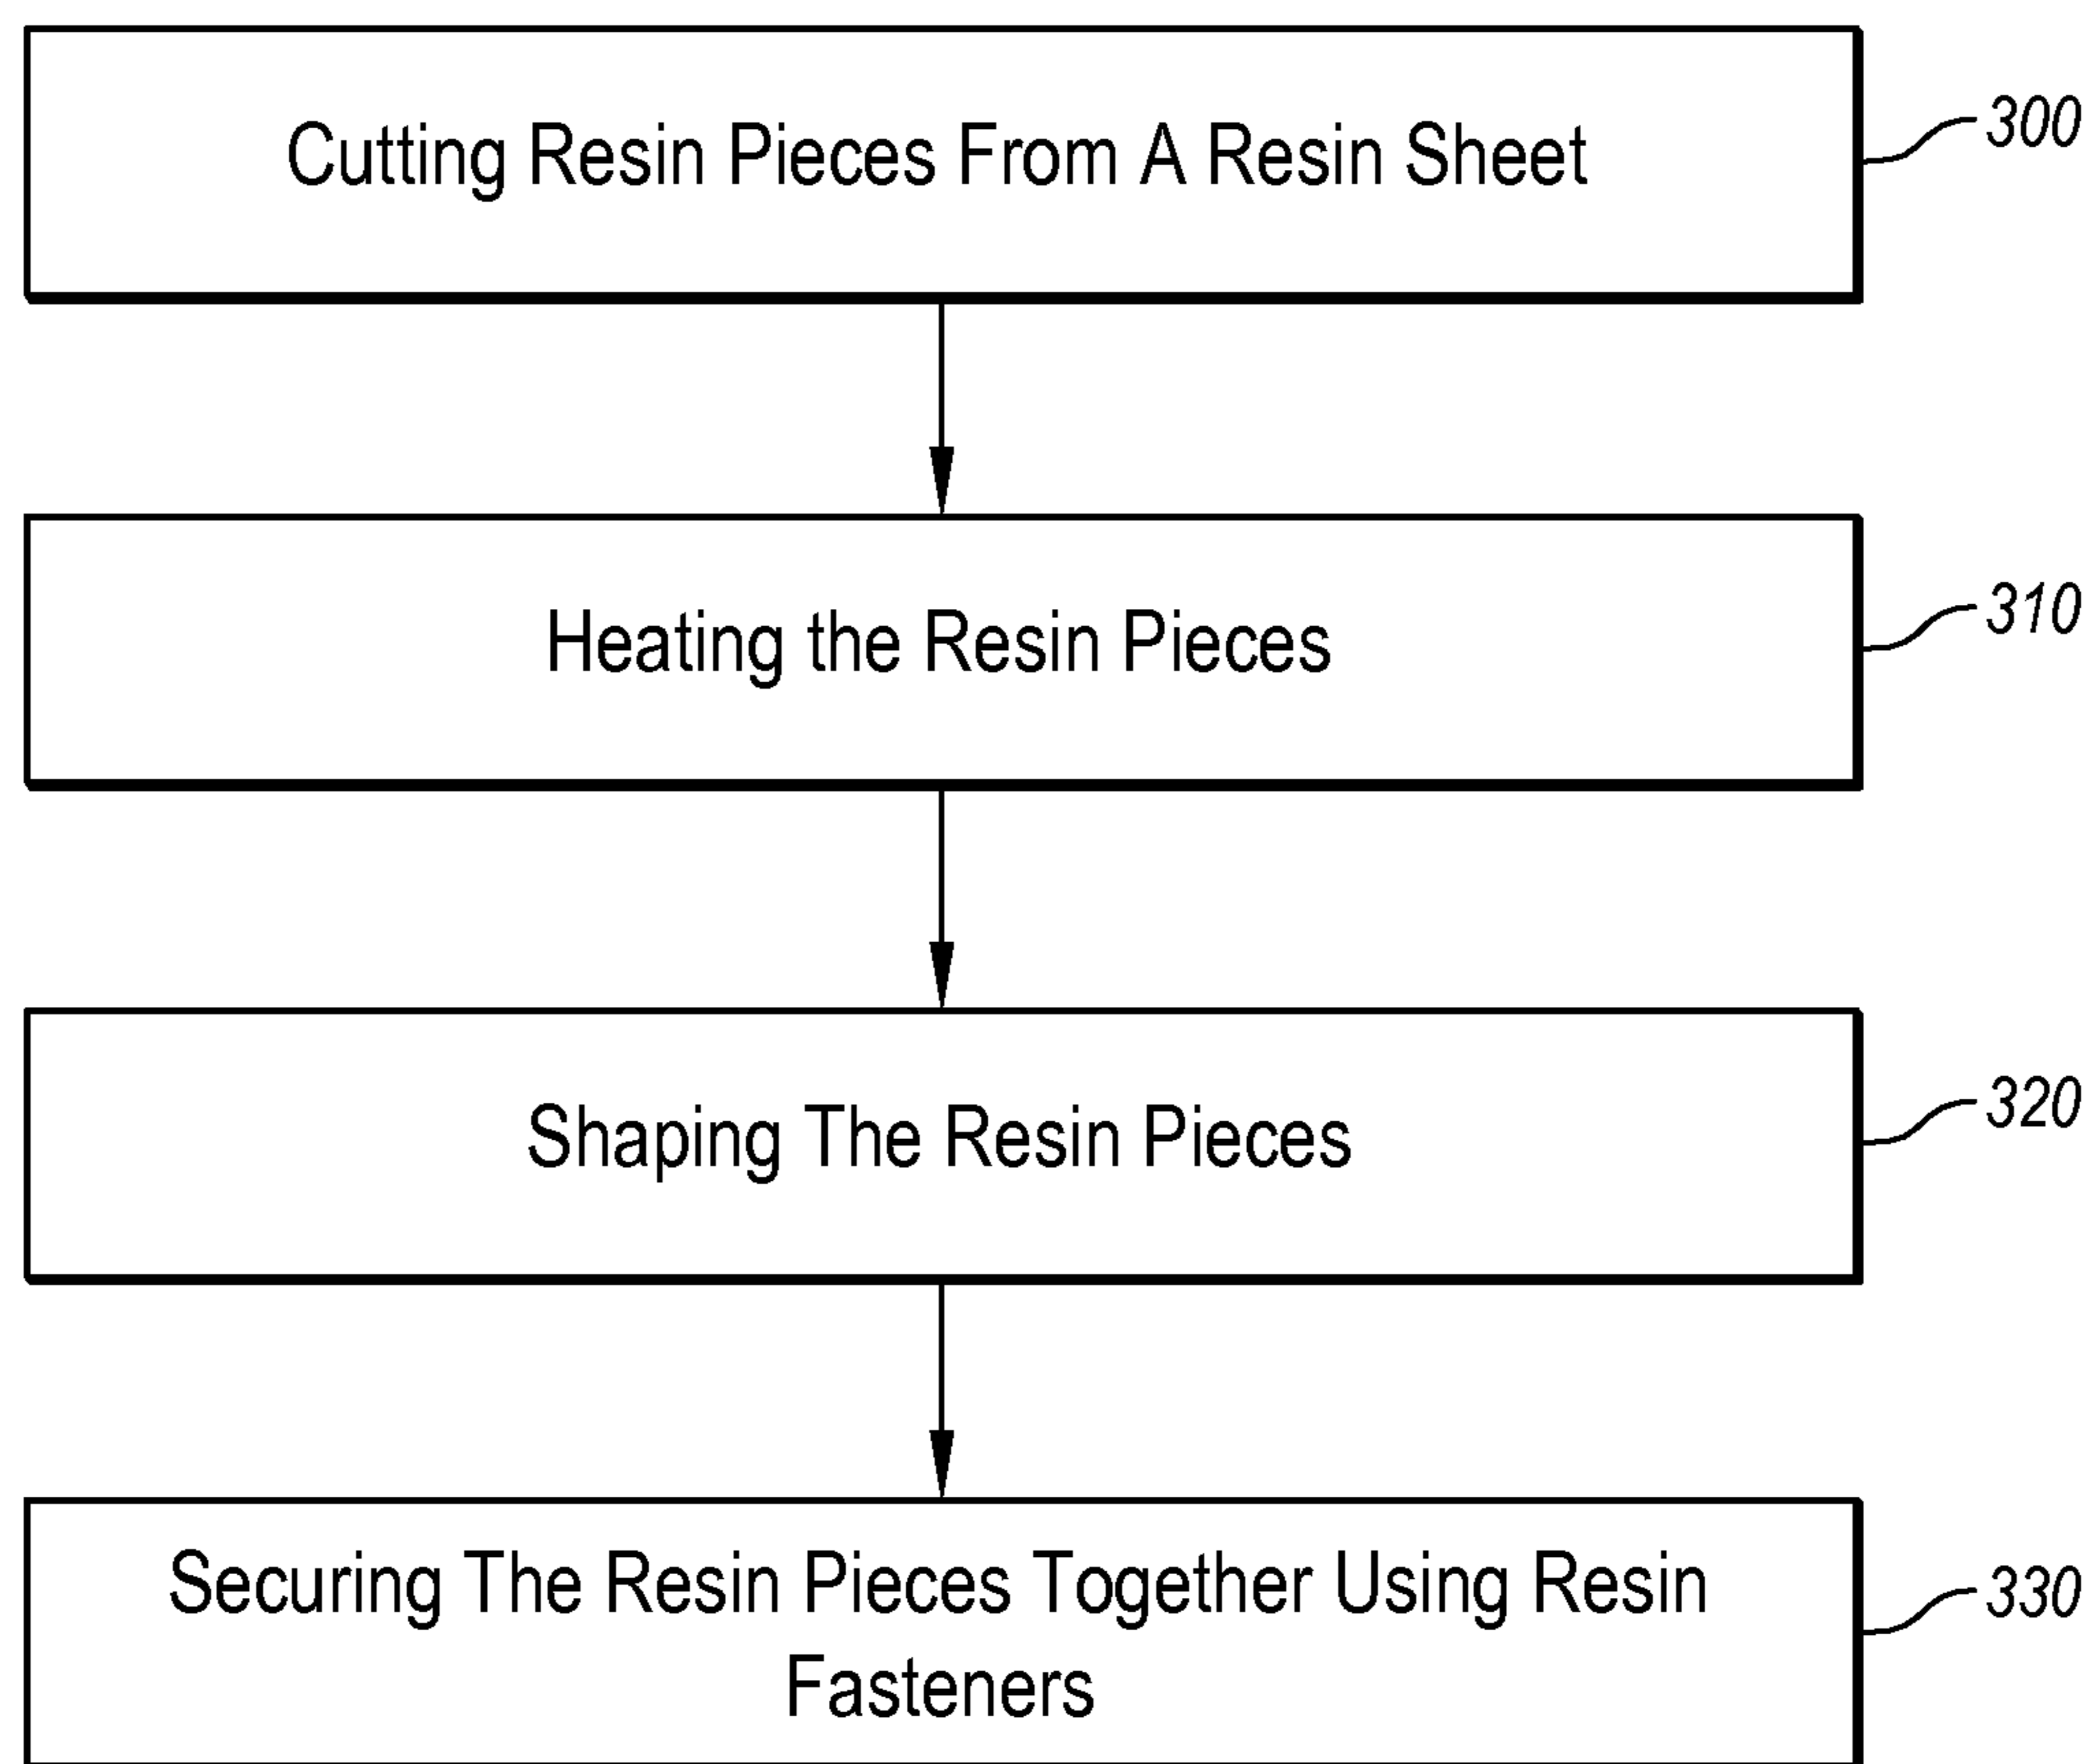 Cutting Resin Pieces From A Resin Sheet
300
Heating the Resin Pieces
310
Shaping The Resin Pieces
320
Securing The Resin Pieces Together Using Resin
Fasteners
330